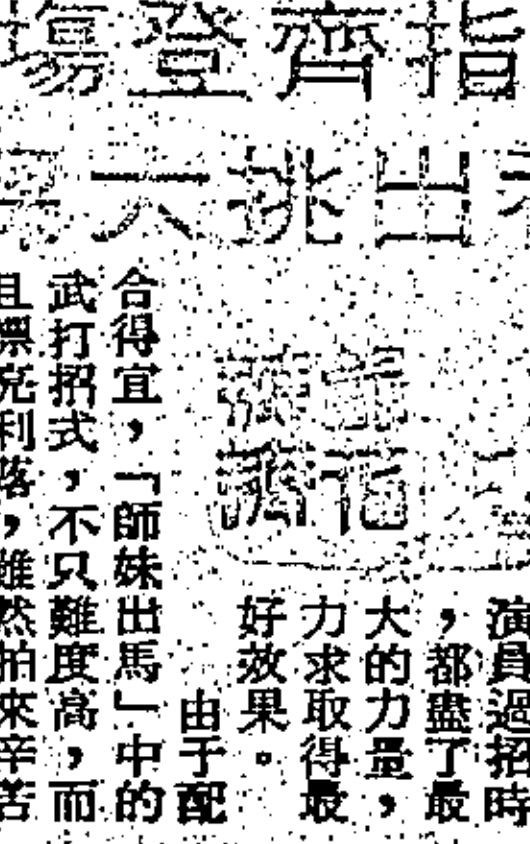 指齊登場
出挑大
演員過招時
，都盡了最
大的力量，
力求取得最
好效果。
由于配
合得宜，「師妹出馬」中的
武打招式，不只難度高，而
且漂亮利落，雖然拍來辛苦